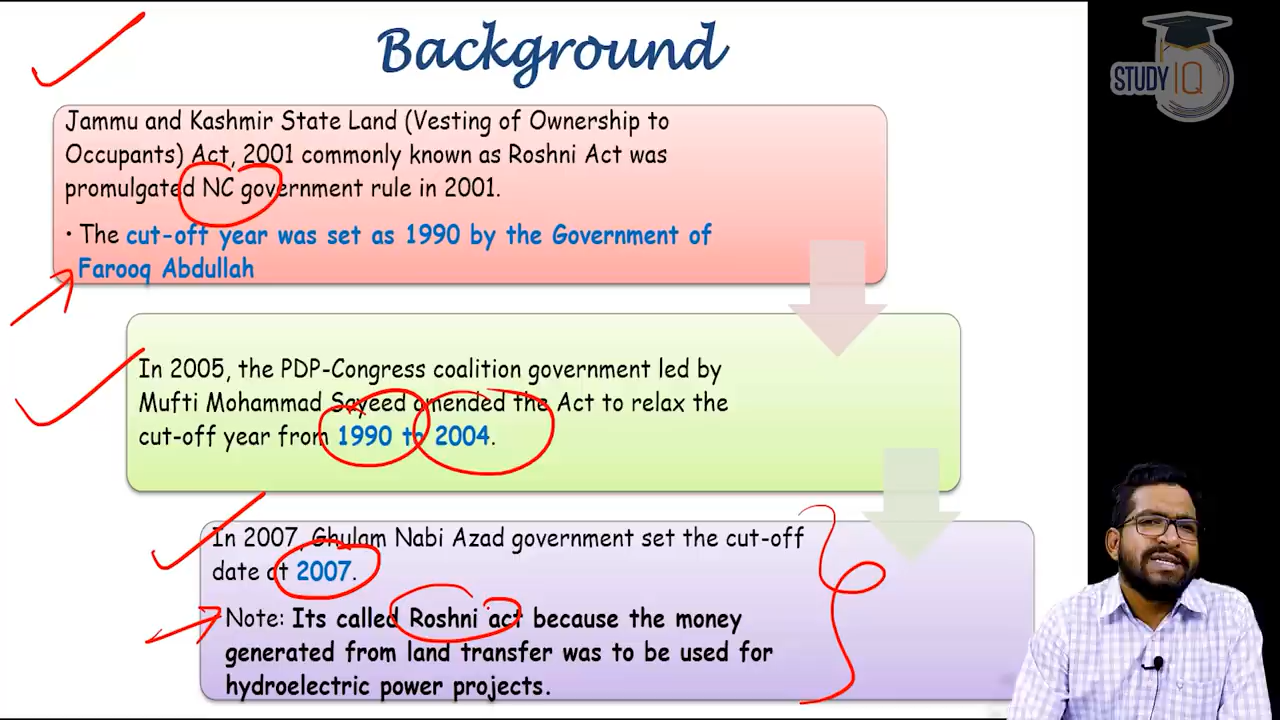 Background
STUDY IQ
Jammu and Kashmir State Land (Vesting of Ownership to
Occupants) Act, 2001 commonly known as Roshni Act was
promulgated NC government rule in 2001.
• The cut-off year was set as 1990 by the Government of
Farooq Abdullah
In 2005, the PDP-Congress coalition government led by
Mufti Mohammad Sayeed amended the Act to relax the
cut-off year from 1990 to 2004.
In 2007, Ghulam Nabi Azad government set the cut-off
date at 2007.
Note: Its called Roshni act because the money
generated from land transfer was to be used for
hydroelectric power projects.